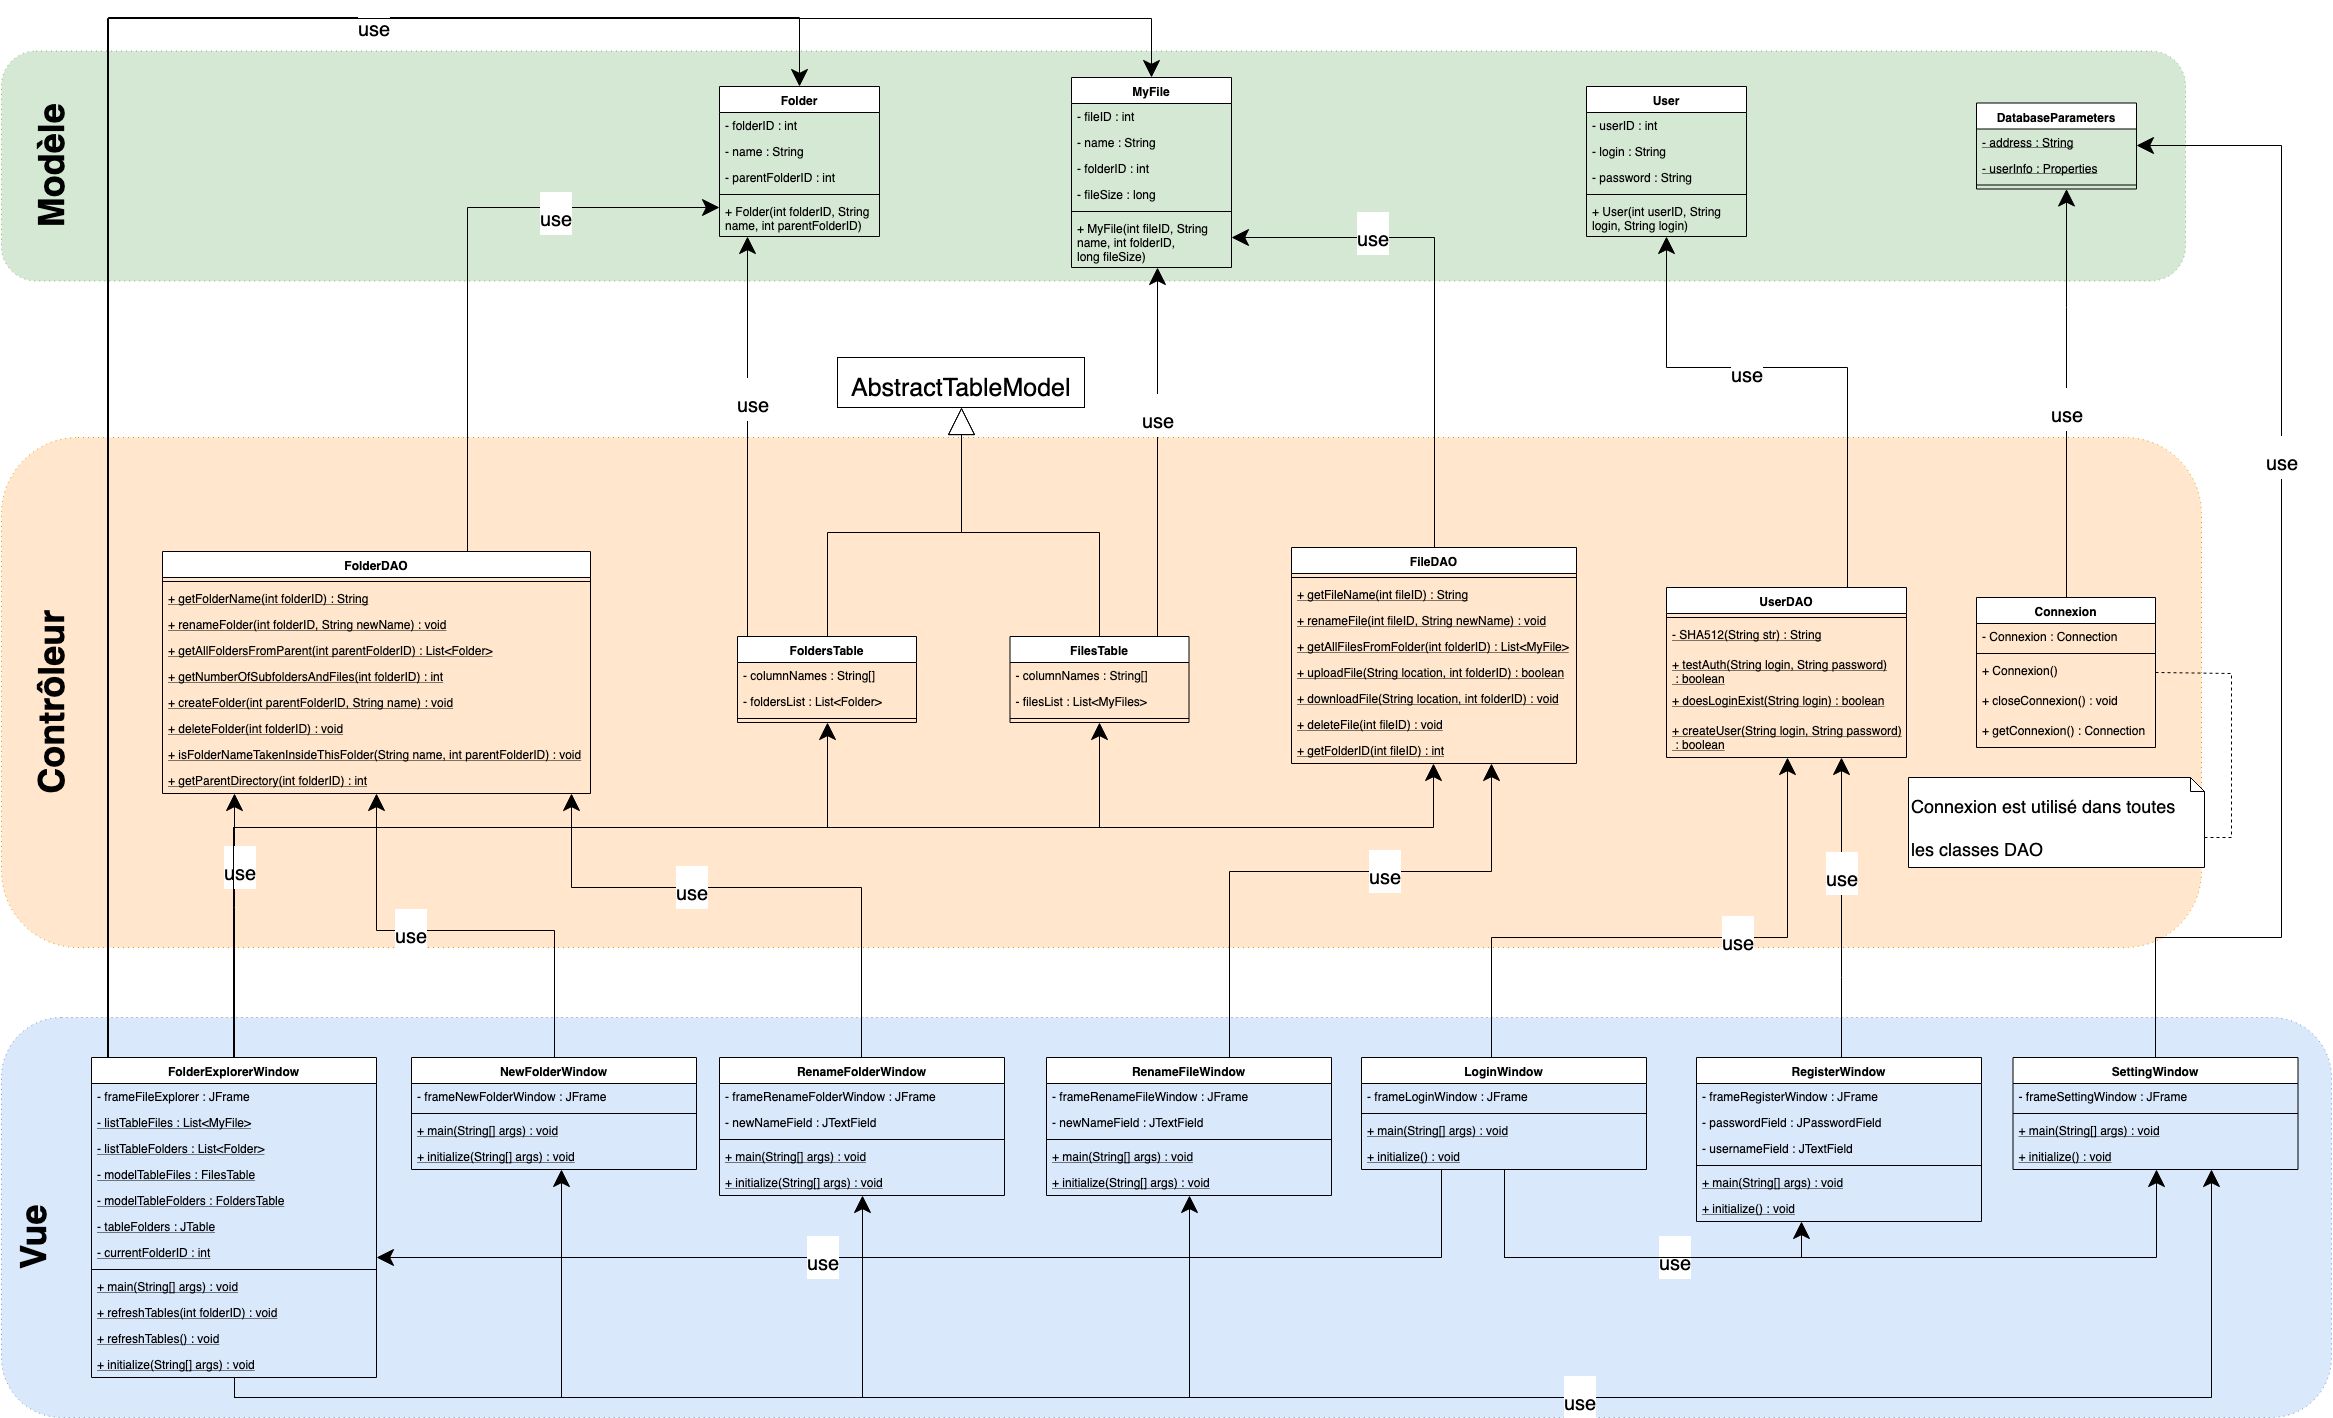 use
Modèle
Folder
- folderID : int
- name : String
- parentFolderID : int
+ Folder(int folderID, String
name, int parentFolderID)
MyFile
- fileID : int
- name : String
- folderID : int
- fileSize : long
+ MyFile(int fileID, String
name, int folderID,
long fileSize)
User
- userID : int
- login : String
- password : String
+ User(int userID, String
login, String login)
DatabaseParameters
- address : String
- userInfo : Properties
use
use
AbstractTableModel
use
use
use
use
use
Contrôleur
FolderDAO
+ getFolderName(int folderID) : String
+ renameFolder(int folderID, String newName) : void
+ getAllFoldersFromParent(int parentFolderID) : List<Folder>
+ getNumberOfSubfoldersAndFiles(int folderID) : int
+ createFolder(int parentFolderID, String name) : void
+ deleteFolder(int folderID) : void
+ isFolderNameTakenInsideThisFolder(String name, int parentFolderID) : void
+ getParentDirectory(int folderID) : int
FoldersTable
- columnNames : String[]
- foldersList : List<Folder>
FilesTable
- columnNames : String[]
- filesList : List<MyFiles>
FileDAO
+ getFileName(int fileID) : String
+ renameFile(int fileID, String newName) : void
+ getAllFilesFromFolder(int folderID) : List<MyFile>
+ uploadFile(String location, int folderID) : boolean
+ downloadFile(String location, int folderID) : void
+ deleteFile(int fileID) : void
+ getFolderID(int fileID) : int
UserDAO
- SHA512(String str) : String
+ testAuth(String login, String password)
: boolean
+ doesLoginExist(String login) : boolean
+ createUser(String login, String password)
: boolean
Connexion
- Connexion : Connection
+ Connexion()
+ closeConnexion() : void
+ getConnexion() : Connection
Connexion est utilisé dans toutes
les classes DAO
use
use
use
use
use
use
Vue
FolderExplorerWindow
- frameFileExplorer : JFrame
- listTableFiles : List<MyFile>
- listTableFolders : List<Folder>
- modelTableFiles : FilesTable
- modelTableFolders : FoldersTable
- tableFolders : JTable
- currentFolderID : int
+ main(String[] args) : void
+ refreshTables(int folderID) : void
+ refreshTables() : void
+ initialize(String[] args) : void
NewFolderWindow
- frameNewFolderWindow : JFrame
+ main(String[] args) : void
+ initialize(String[] args) : void
RenameFolderWindow
- frameRenameFolderWindow : JFrame
- newNameField : JTextField
+ main(String[] args) : void
+ initialize(String[] args) : void
RenameFileWindow
- frameRenameFileWindow : JFrame
- newNameField : JTextField
+ main(String[] args) : void
+ initialize(String[] args) : void
LoginWindow
- frameLoginWindow : JFrame
+ main(String[] args) : void
+ initialize() : void
RegisterWindow
- frameRegisterWindow : JFrame
- passwordField : JPasswordField
- usernameField : JTextField
+ main(String[] args) : void
+ initialize() : void
SettingWindow
- frameSettingWindow : JFrame
+ main(String[] args) : void
+ initialize() : void
use
use
use